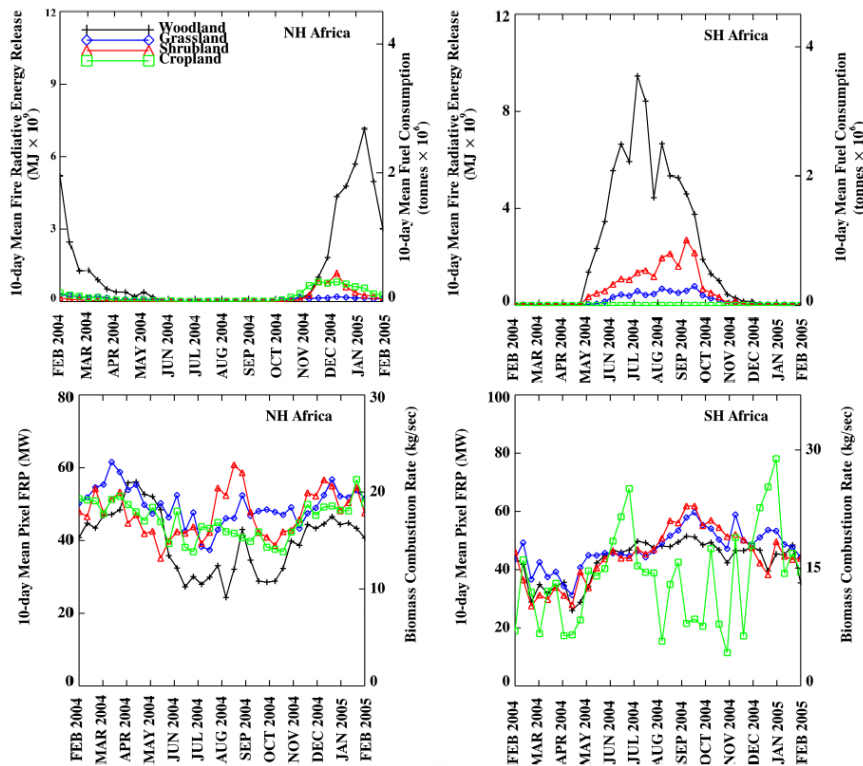 12
9
6
3
0
4
2
0
10-day Mean Fire Radiative Energy Release
(MJ × 10⁹)
10-day Mean Fuel Consumption
(tonnes × 10⁶)
Woodland
Grassland
Shrubland
Cropland
NH Africa
FEB 2004
MAR 2004
APR 2004
MAY 2004
JUN 2004
JUL 2004
AUG 2004
SEP 2004
OCT 2004
NOV 2004
DEC 2004
JAN 2005
FEB 2005
12
9
6
3
0
4
2
0
10-day Mean Fire Radiative Energy Release
(MJ × 10⁹)
10-day Mean Fuel Consumption
(tonnes × 10⁶)
SH Africa
FEB 2004
MAR 2004
APR 2004
MAY 2004
JUN 2004
JUL 2004
AUG 2004
SEP 2004
OCT 2004
NOV 2004
DEC 2004
JAN 2005
FEB 2005
80
60
40
20
0
30
20
10
0
10-day Mean Pixel FRP (MW)
Biomass Combustion Rate (kg/sec)
NH Africa
FEB 2004
MAR 2004
APR 2004
MAY 2004
JUN 2004
JUL 2004
AUG 2004
SEP 2004
OCT 2004
NOV 2004
DEC 2004
JAN 2005
FEB 2005
100
80
60
40
20
0
30
15
0
10-day Mean Pixel FRP (MW)
Biomass Combustuon Rate (kg/sec)
SH Africa
FEB 2004
MAR 2004
APR 2004
MAY 2004
JUN 2004
JUL 2004
AUG 2004
SEP 2004
OCT 2004
NOV 2004
DEC 2004
JAN 2005
FEB 2005